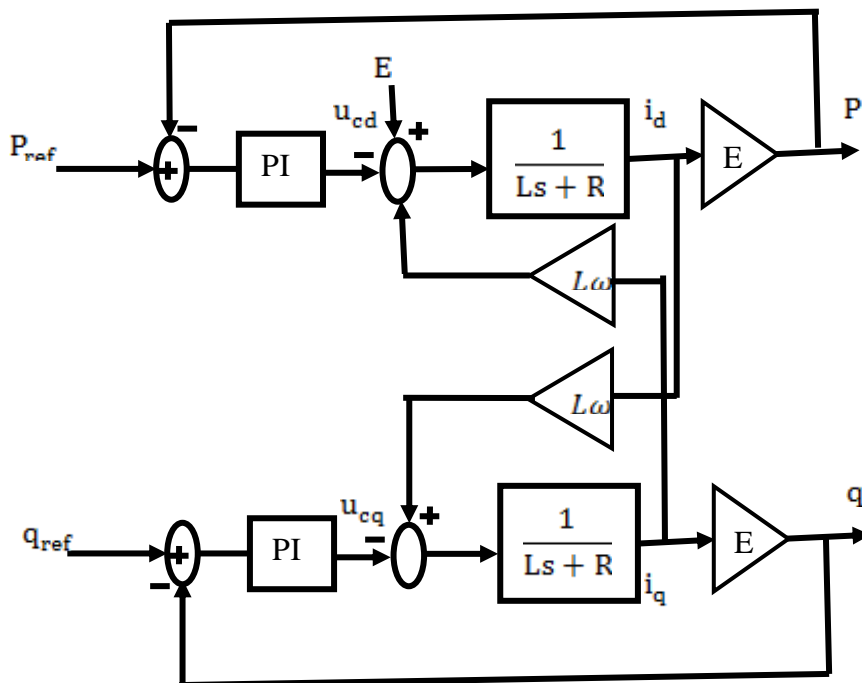 E
P
u_cd
+
i_d
−
P_ref
+
PI
−
1
Ls + R
E
Lω
Lω
q
u_cq
+
1
Ls + R
q_ref
+
PI
−
E
−
i_q